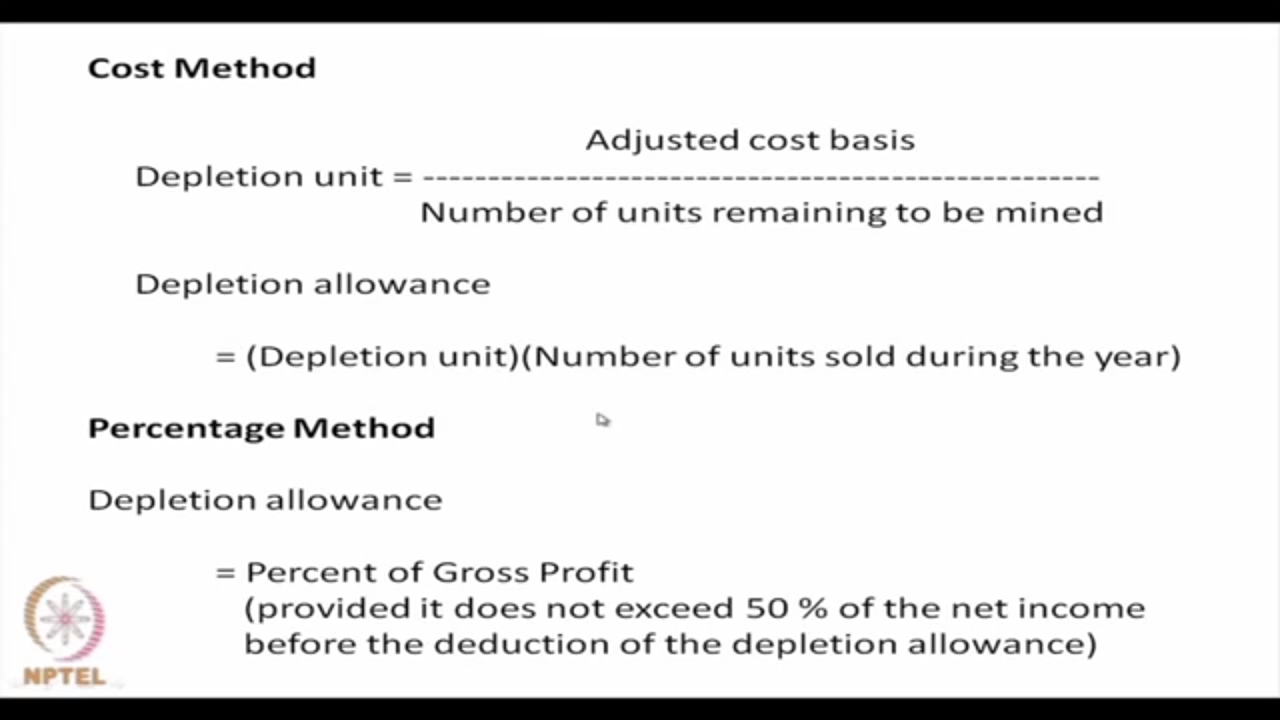 Cost Method
Adjusted cost basis
Depletion unit = ----------------------------------------------------
Number of units remaining to be mined
Depletion allowance
= (Depletion unit)(Number of units sold during the year)
Percentage Method
Depletion allowance
= Percent of Gross Profit
(provided it does not exceed 50 % of the net income
before the deduction of the depletion allowance)
NPTEL